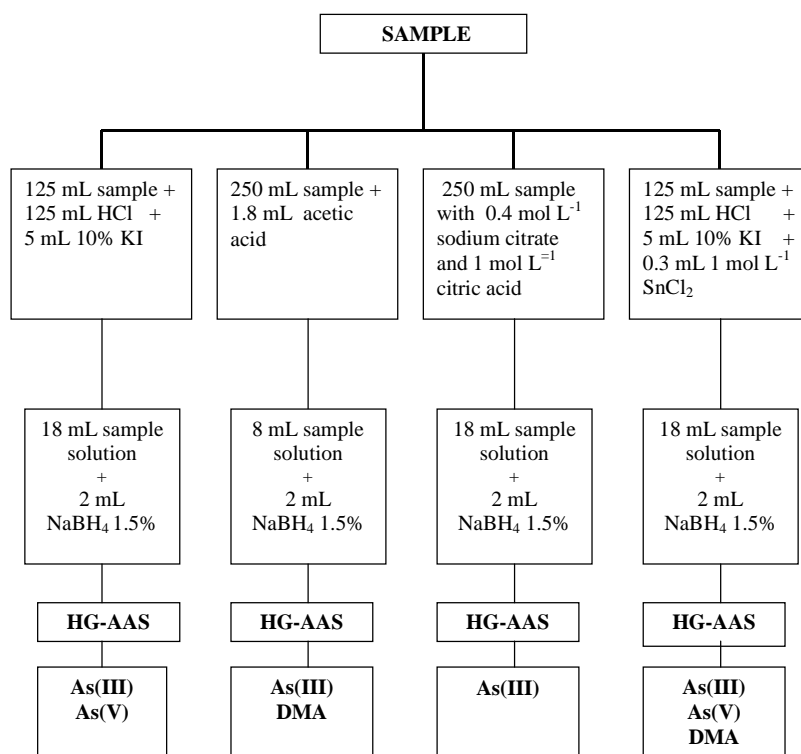 SAMPLE
125 mL sample +
125 mL HCl +
5 mL 10% KI
250 mL sample +
1.8 mL acetic
acid
250 mL sample
with 0.4 mol L⁻¹
sodium citrate
and 1 mol L⁼¹
citric acid
125 mL sample +
125 mL HCl +
5 mL 10% KI +
0.3 mL 1 mol L⁻¹
SnCl₂
18 mL sample
solution
+
2 mL
NaBH₄ 1.5%
8 mL sample
solution
+
2 mL
NaBH₄ 1.5%
18 mL sample
solution
+
2 mL
NaBH₄ 1.5%
18 mL sample
solution
+
2 mL
NaBH₄ 1.5%
HG-AAS
HG-AAS
HG-AAS
HG-AAS
As(III)
As(V)
As(III)
DMA
As(III)
As(III)
As(V)
DMA